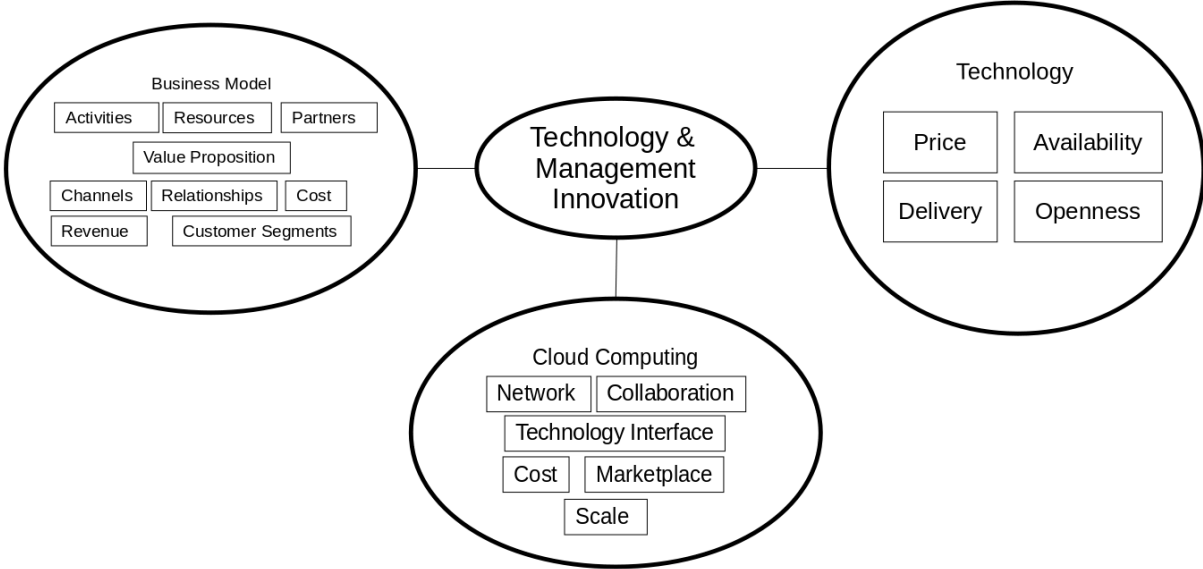 Business Model
Activities
Resources
Partners
Value Proposition
Channels
Relationships
Cost
Revenue
Customer Segments
Technology &
Management
Innovation
Technology
Price
Availability
Delivery
Openness
Cloud Computing
Network
Collaboration
Technology Interface
Cost
Marketplace
Scale